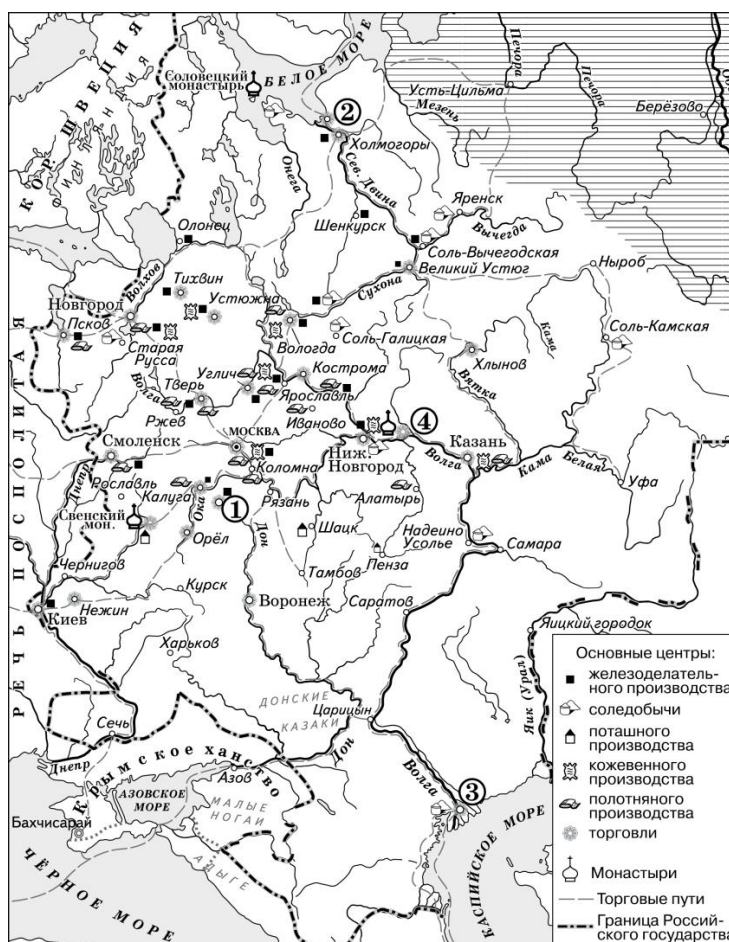 КОР. ШВЕЦИЯ
ФИНЛЯНДИЯ
БЕЛОЕ МОРЕ
Соловецкий
монастырь
②
Холмогоры
Печора
Усть-Цильма
Мезень
Печора
Берёзово
Онега
Сев. Двина
Шенкурск
Яренск
Вычегда
Соль-Вычегодская
Великий Устюг
Сухона
Ныроб
Олонец
Волхов
Тихвин
Устюжна
Новгород
Псков
Старая
Русса
Вологда
Соль-Галицкая
Кама
Соль-Камская
Хлынов
Вятка
Углич
Кострома
Тверь
Волга
Ржев
Ярославль
Иваново
④
МОСКВА
Смоленск
Коломна
Ниж.
Новгород
Волга
Казань
Кама
Белая
Уфа
Днепр
Рославль
Калуга
Ока
Рязань
Алатырь
①
Дон
Свенский
мон.
Шацк
Орёл
Надеино
Усолье
Самара
Пенза
Тамбов
Чернигов
Курск
Нежин
Киев
Воронеж
Саратов
Харьков
Яицкий городок
Яик (Урал)
РЕЧЬ ПОСПОЛИТАЯ
ДОНСКИЕ
КАЗАКИ
Царицын
Сечь
Днепр
Дон
Волга
③
Крымское ханство
Азов
АЗОВСКОЕ
МОРЕ
МАЛЫЕ
НОГАИ
Бахчисарай
АДЫГЕ
ЧЁРНОЕ МОРЕ
КАСПИЙСКОЕ МОРЕ
Основные центры:
железоделатель-
ного производства
соледобычи
поташного
производства
кожевенного
производства
полотняного
производства
торговли
Монастыри
Торговые пути
Граница Россий-
ского государства